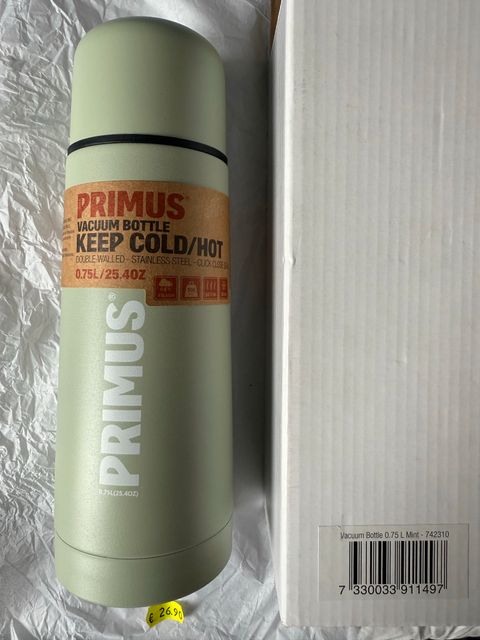 PRIMUS®
VACUUM BOTTLE
KEEP COLD/HOT
DOUBLE-WALLED - STAINLESS STEEL - CLICK CLOSE
0.75L/25.4OZ
PRIMUS®
0.75L(25.4OZ)
€ 26.90
Vacuum Bottle 0.75 L Mint - 742310
7 330033 911497